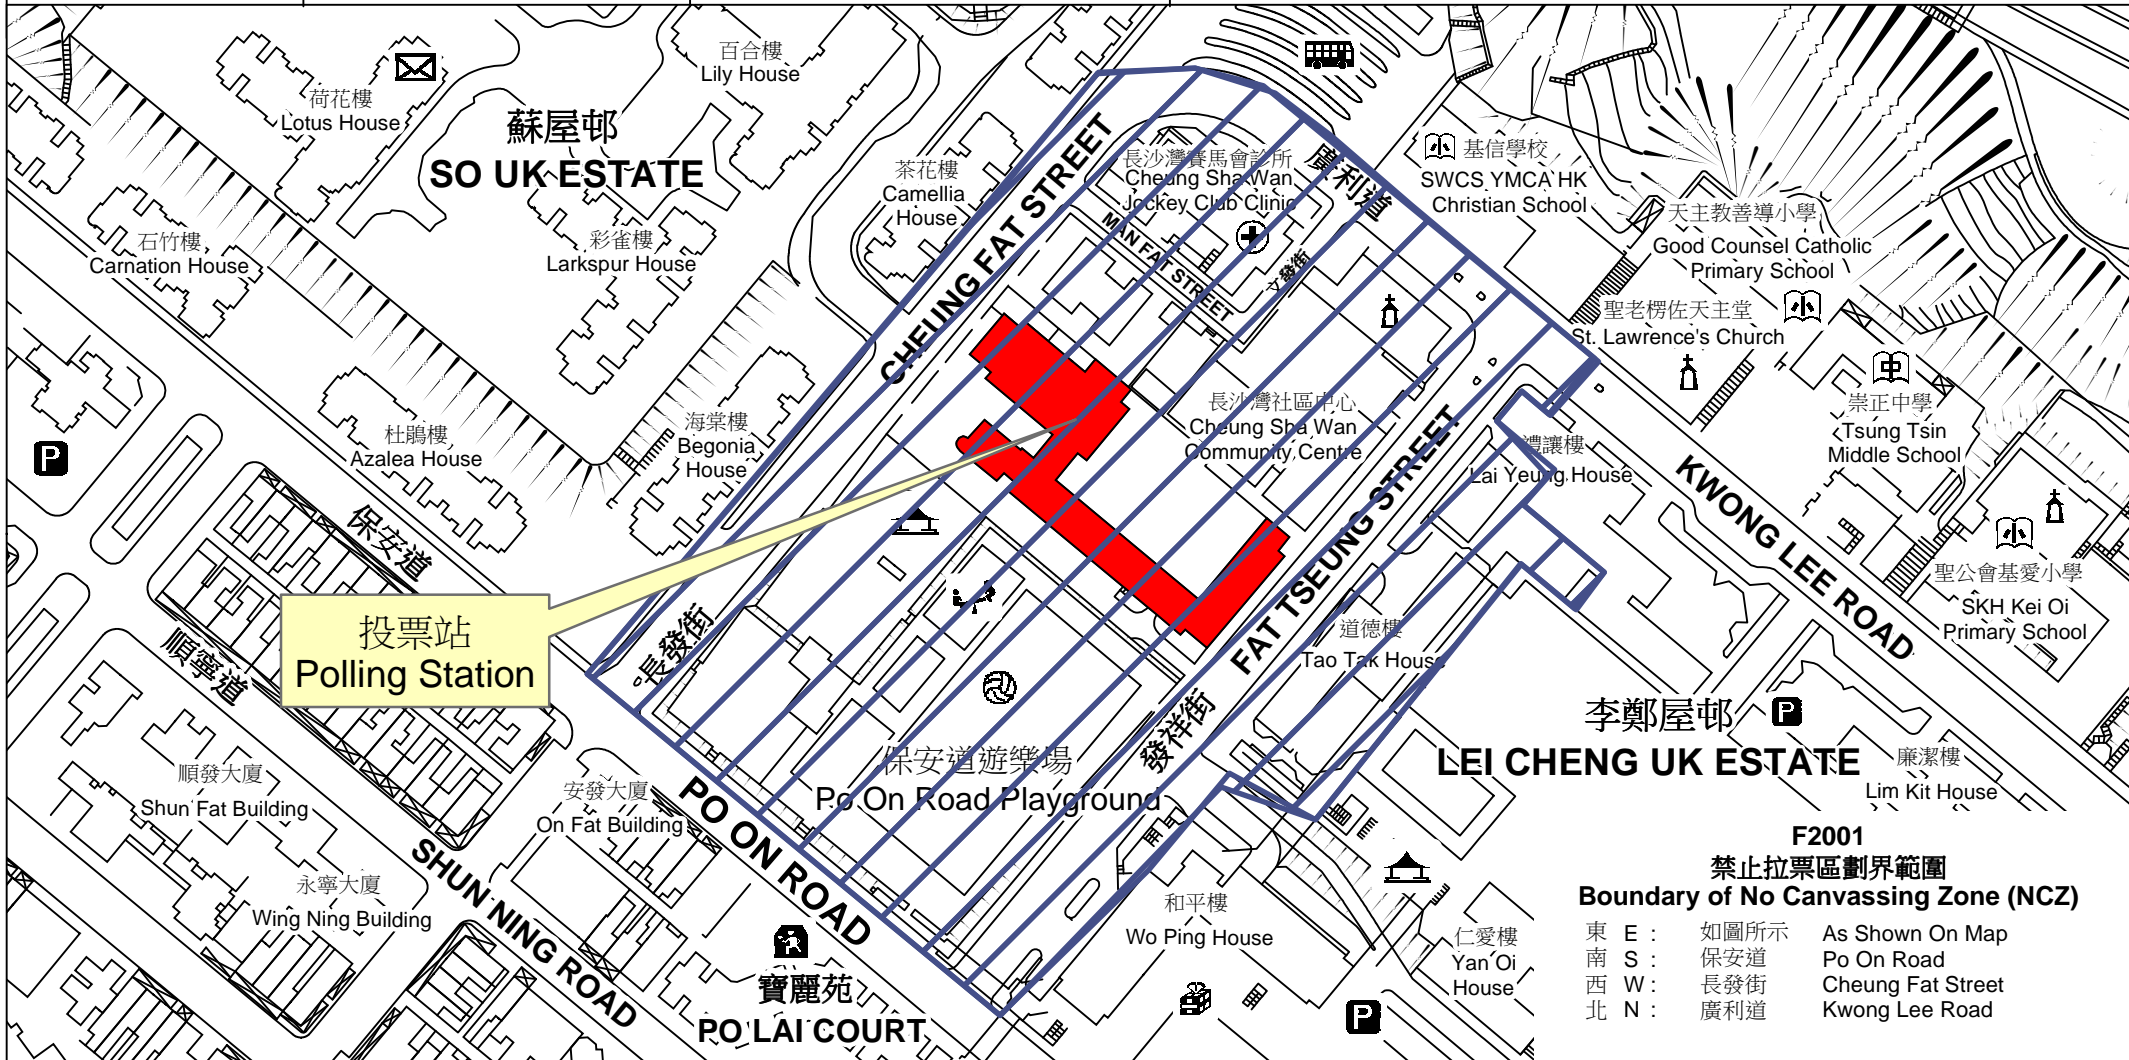 百合樓
Lily House
荷花樓
Lotus House
蘇屋邨
SO UK ESTATE
茶花樓
Camellia
House
石竹樓
Carnation House
彩雀樓
Larkspur House
杜鵑樓
Azalea House
海棠樓
Begonia
House
CHEUNG FAT STREET
長沙灣賽馬會診所
Cheung Sha Wan
Jockey Club Clinic
廣利道
MAN FAT STREET
文發街
小
基信學校
SWCS YMCA HK
Christian School
天主教善導小學
Good Counsel Catholic
Primary School
小
聖老楞佐天主堂
St. Lawrence's Church
中
崇正中學
Tsung Tsin
Middle School
長沙灣社區中心
Cheung Sha Wan
Community Centre
禮讓樓
Lai Yeung House
KWONG LEE ROAD
小
聖公會基愛小學
SKH Kei Oi
Primary School
P
保安道
投票站
Polling Station
順寧道
長發街
FAT TSEUNG STREET
發祥街
道德樓
Tao Tak House
李鄭屋邨
P
LEI CHENG UK ESTATE
廉潔樓
Lim Kit House
順發大廈
Shun Fat Building
安發大廈
On Fat Building
保安道遊樂場
Po On Road Playground
PO ON ROAD
SHUN NING ROAD
永寧大廈
Wing Ning Building
寶麗苑
PO LAI COURT
和平樓
Wo Ping House
仁愛樓
Yan Oi
House
P
F2001
禁止拉票區劃界範圍
Boundary of No Canvassing Zone (NCZ)
東 E : 如圖所示 As Shown On Map
南 S : 保安道 Po On Road
西 W : 長發街 Cheung Fat Street
北 N : 廣利道 Kwong Lee Road